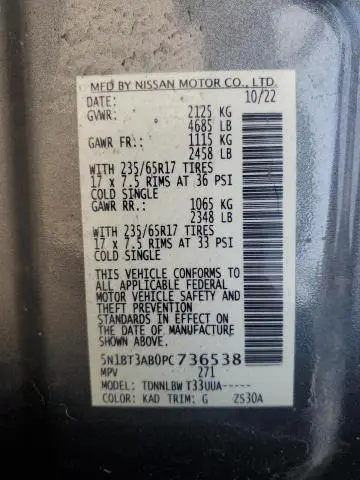 MFD BY NISSAN MOTOR CO., LTD.
DATE: 10/22
GVWR: 2125 KG
4685 LB
GAWR FR.: 1115 KG
2458 LB
WITH 235/65R17 TIRES
17 x 7.5 RIMS AT 36 PSI
COLD SINGLE
GAWR RR.: 1065 KG
2348 LB
WITH 235/65R17 TIRES
17 x 7.5 RIMS AT 33 PSI
COLD SINGLE
THIS VEHICLE CONFORMS TO
ALL APPLICABLE FEDERAL
MOTOR VEHICLE SAFETY
AND THEFT PREVENTION
STANDARDS IN EFFECT ON
THE DATE OF MANUFACTURE
SHOWN ABOVE.
5N1BT3AB0PC736538
MPV 271
MODEL: TDNNLBW T33UUA-----
COLOR: KAD TRIM: G ZS30A